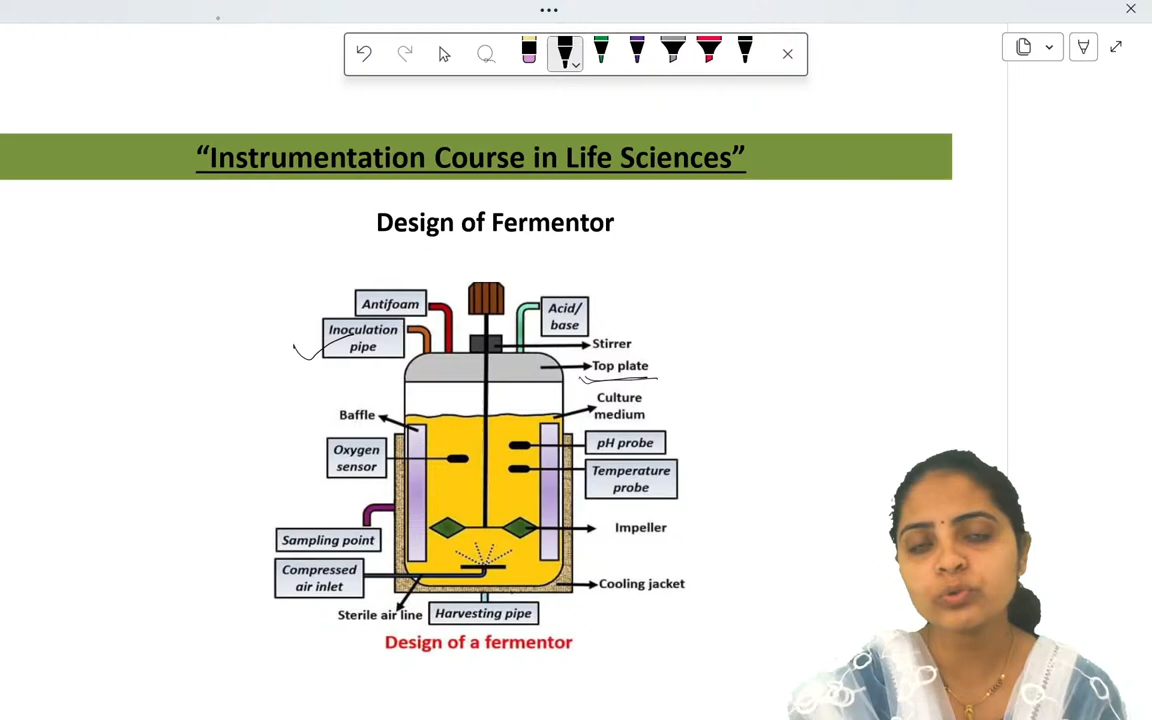 “Instrumentation Course in Life Sciences”
Design of Fermentor
Antifoam
Inoculation
pipe
Acid/
base
Stirrer
Top plate
Baffle
Culture
medium
Oxygen
sensor
pH probe
Temperature
probe
Sampling point
Impeller
Compressed
air inlet
Cooling jacket
Sterile air line
Harvesting pipe
Design of a fermentor